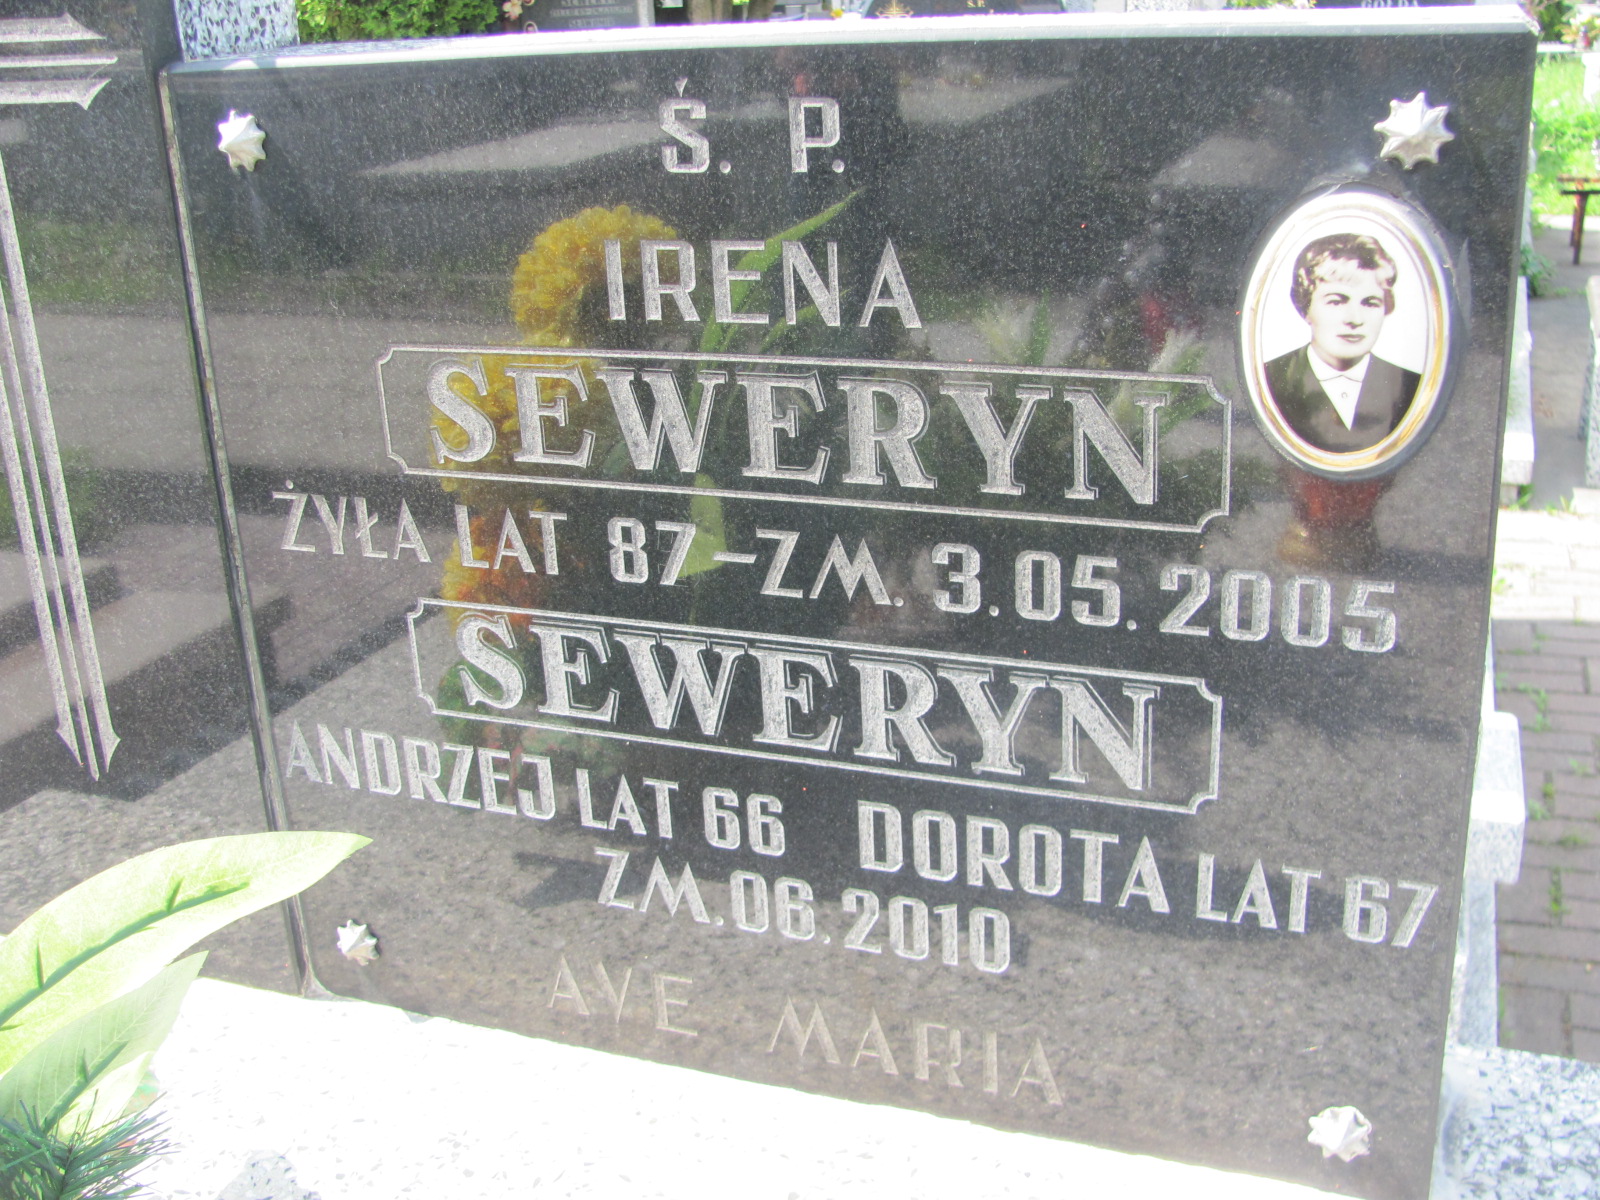 Ś. P.
IRENA
SEWERYN
ŻYŁA LAT 87 – ZM. 3.05.2005
SEWERYN
ANDRZEJ LAT 66 DOROTA LAT 67
ZM. 06.2010
AVE MARIA